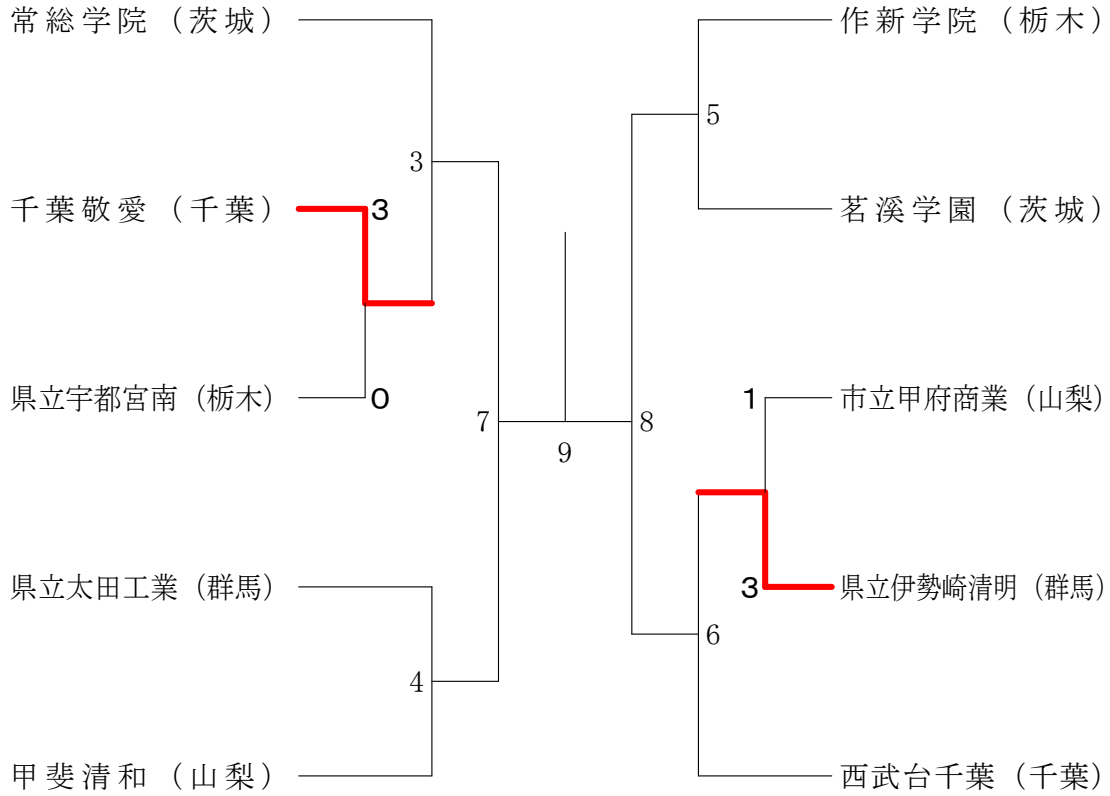 常総学院（茨城）
3
千葉敬愛（千葉）
3
県立宇都宮南（栃木）
0
7
県立太田工業（群馬）
4
甲斐清和（山梨）
9
作新学院（栃木）
5
茗溪学園（茨城）
8
1
市立甲府商業（山梨）
3
県立伊勢崎清明（群馬）
6
西武台千葉（千葉）